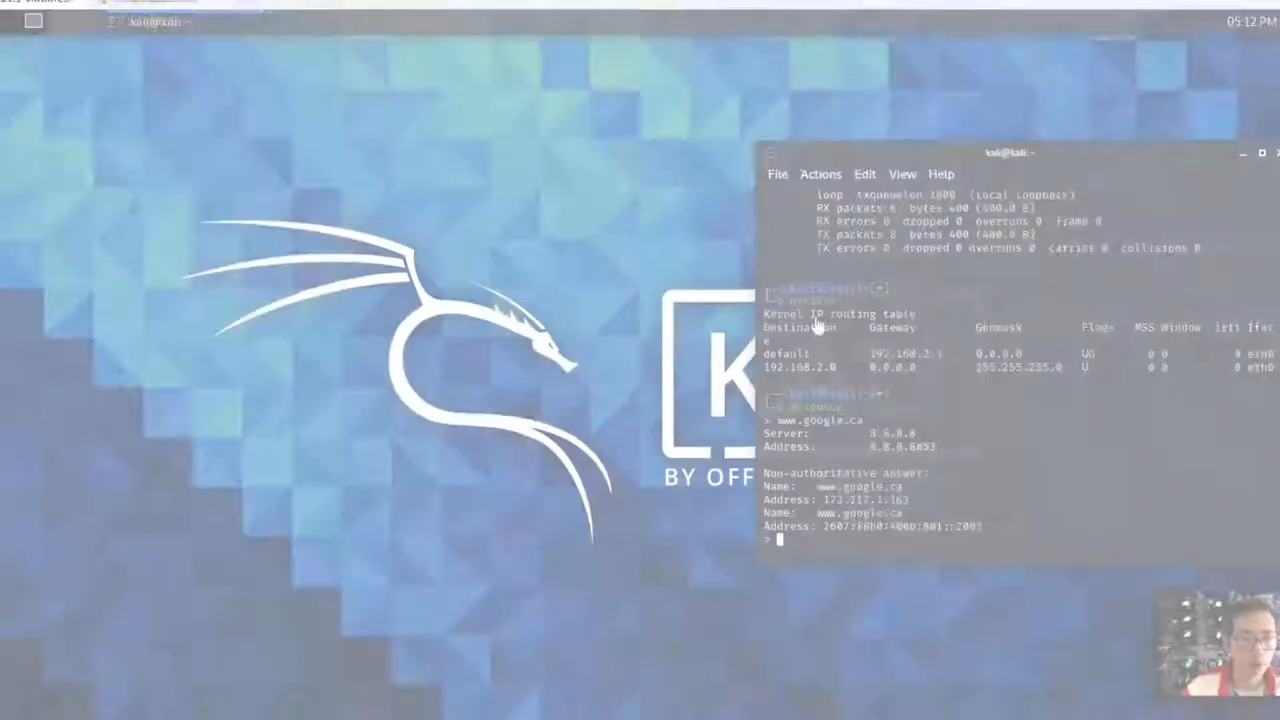 kali@kali: ~
05:12 PM
kali@kali:~
File Actions Edit View Help
loop txqueuelen 1000 (Local Loopback)
RX packets 8 bytes 400 (400.0 B)
RX errors 0 dropped 0 overruns 0 frame 0
TX packets 8 bytes 400 (400.0 B)
TX errors 0 dropped 0 overruns 0 carrier 0 collisions 0
Kernel IP routing table
Destination Gateway Genmask Flags MSS Window irtt Ifac
e
default 192.168.2.1 0.0.0.0 UG 0 0 0 eth0
192.168.2.0 0.0.0.0 255.255.255.0 U 0 0 0 eth0
> www.google.ca
Server: 8.8.8.8
Address: 8.8.8.8#53
Non-authoritative answer:
Name: www.google.ca
Address: 172.217.1.163
Name: www.google.ca
>
K
BY OFF